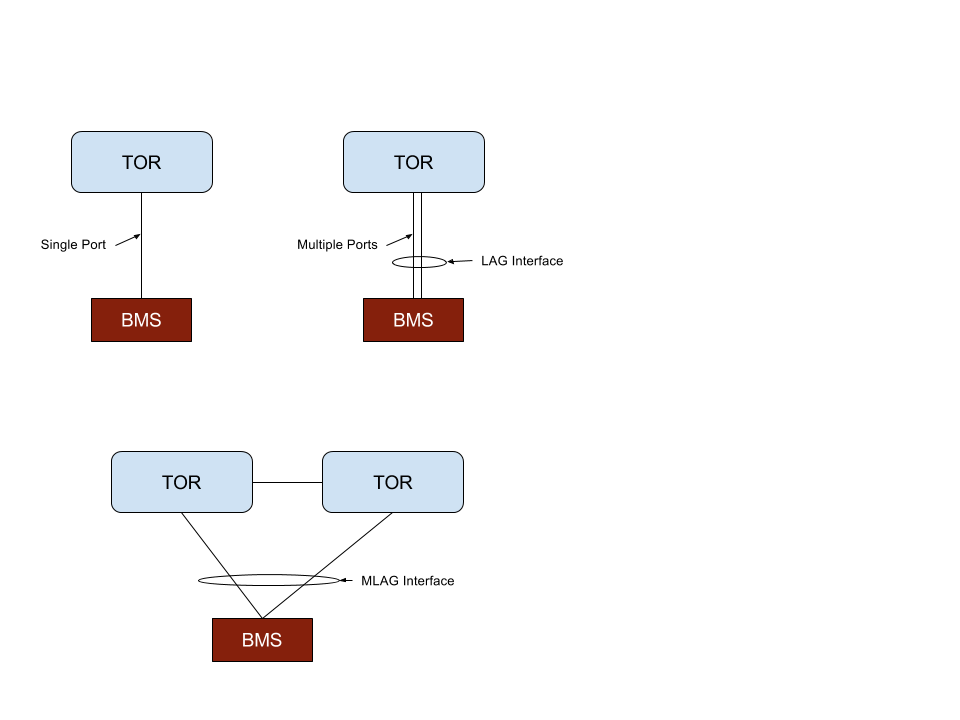 TOR
TOR
Single Port
Multiple Ports
LAG Interface
BMS
BMS
TOR
TOR
MLAG Interface
BMS